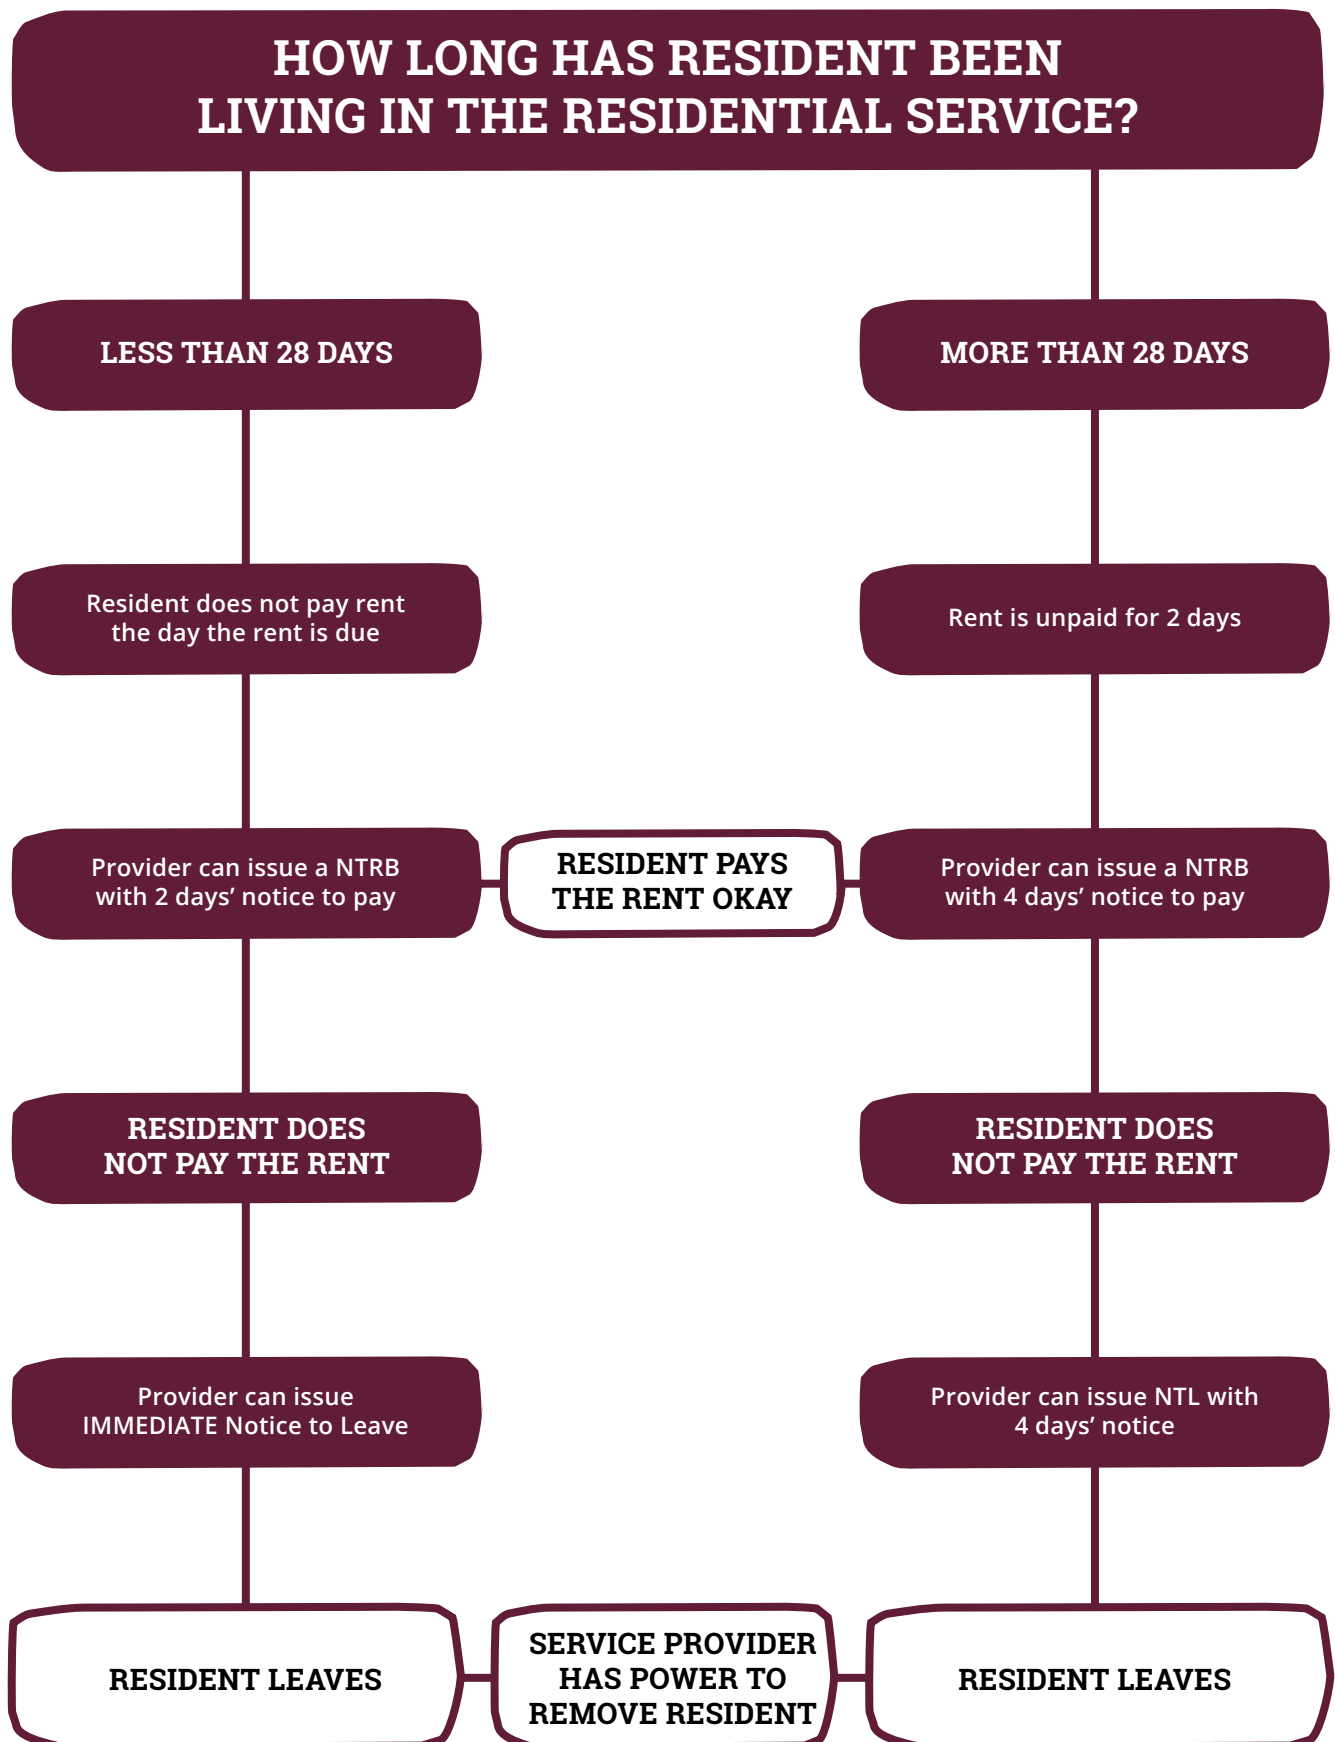 HOW LONG HAS RESIDENT BEEN
LIVING IN THE RESIDENTIAL SERVICE?
LESS THAN 28 DAYS
MORE THAN 28 DAYS
Resident does not pay rent
the day the rent is due
Rent is unpaid for 2 days
Provider can issue a NTRB
with 2 days’ notice to pay
RESIDENT PAYS
THE RENT OKAY
Provider can issue a NTRB
with 4 days’ notice to pay
RESIDENT DOES
NOT PAY THE RENT
RESIDENT DOES
NOT PAY THE RENT
Provider can issue
IMMEDIATE Notice to Leave
Provider can issue NTL with
4 days’ notice
RESIDENT LEAVES
SERVICE PROVIDER
HAS POWER TO
REMOVE RESIDENT
RESIDENT LEAVES